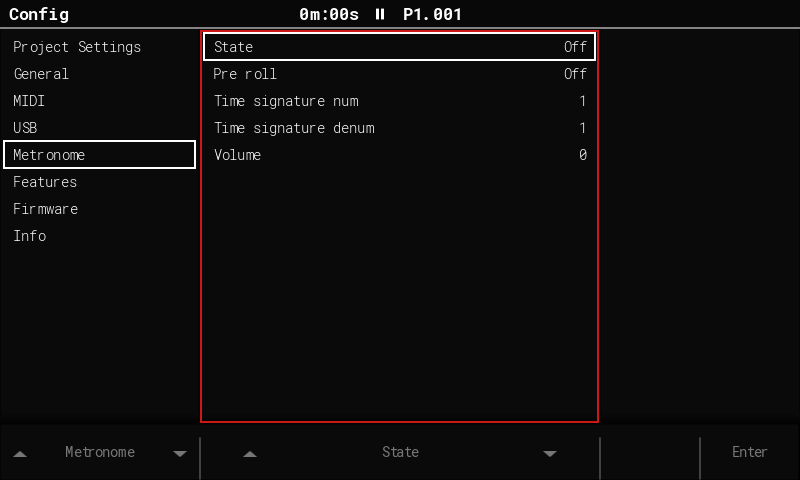 Config 0m:00s P1.001
Project Settings
General
MIDI
USB
Metronome
Features
Firmware
Info
State Off
Pre roll Off
Time signature num 1
Time signature denum 1
Volume 0
Metronome State Enter